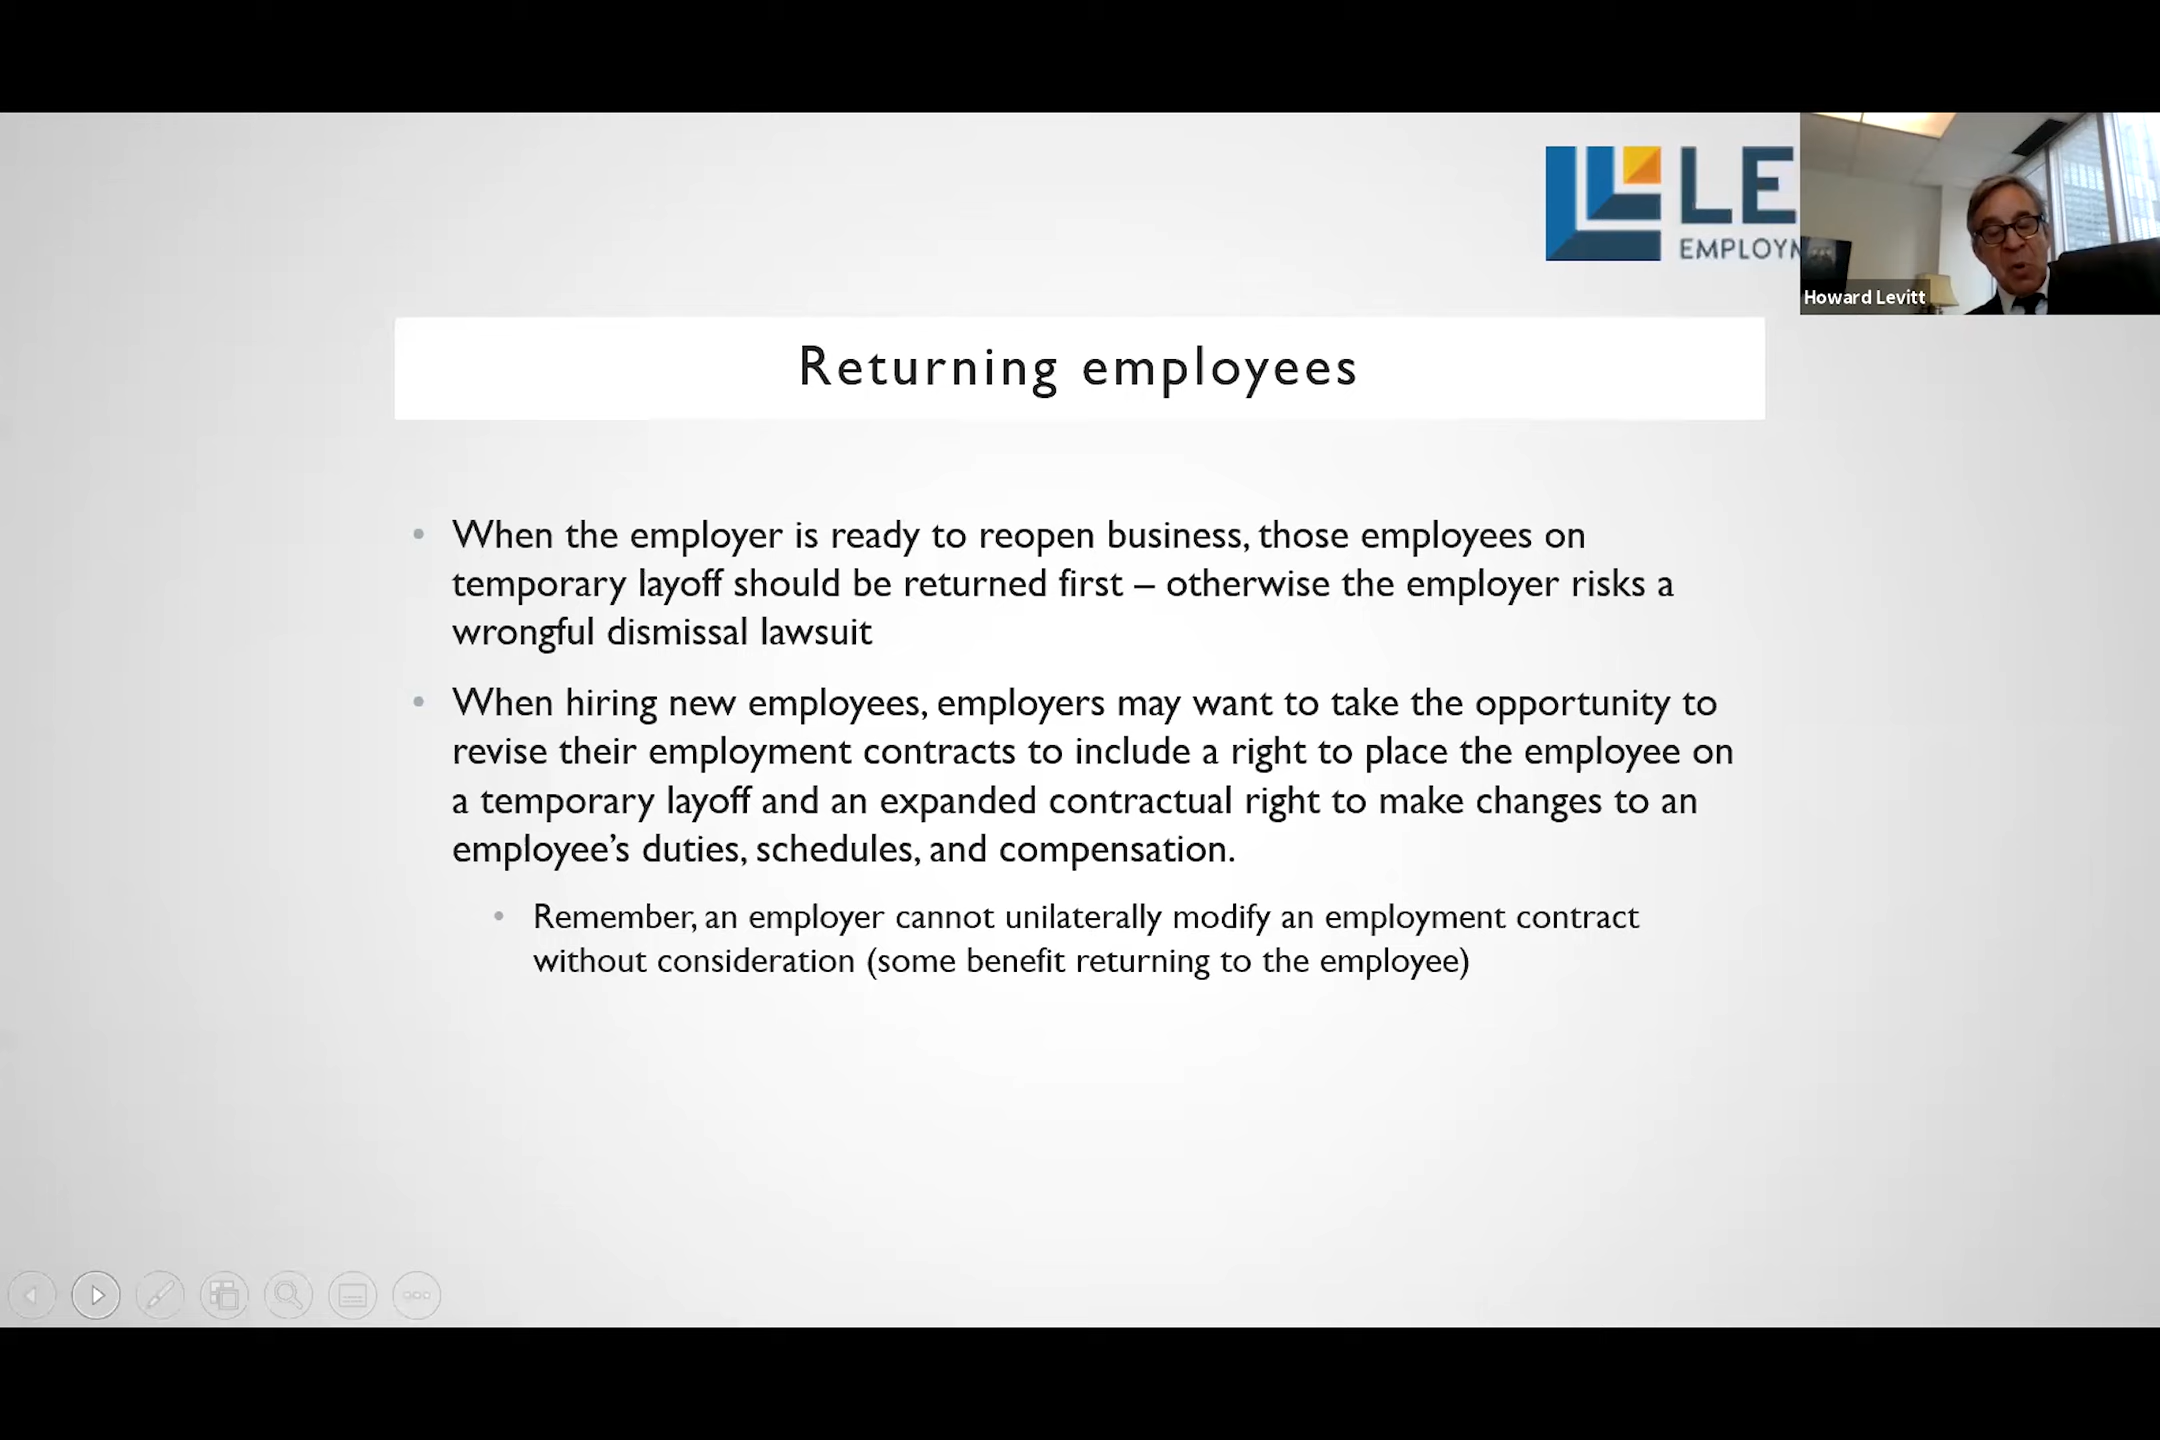 LE
EMPLOYM
Howard Levitt
Returning employees
• When the employer is ready to reopen business, those employees on
temporary layoff should be returned first – otherwise the employer risks a
wrongful dismissal lawsuit
• When hiring new employees, employers may want to take the opportunity to
revise their employment contracts to include a right to place the employee on
a temporary layoff and an expanded contractual right to make changes to an
employee’s duties, schedules, and compensation.
• Remember, an employer cannot unilaterally modify an employment contract
without consideration (some benefit returning to the employee)